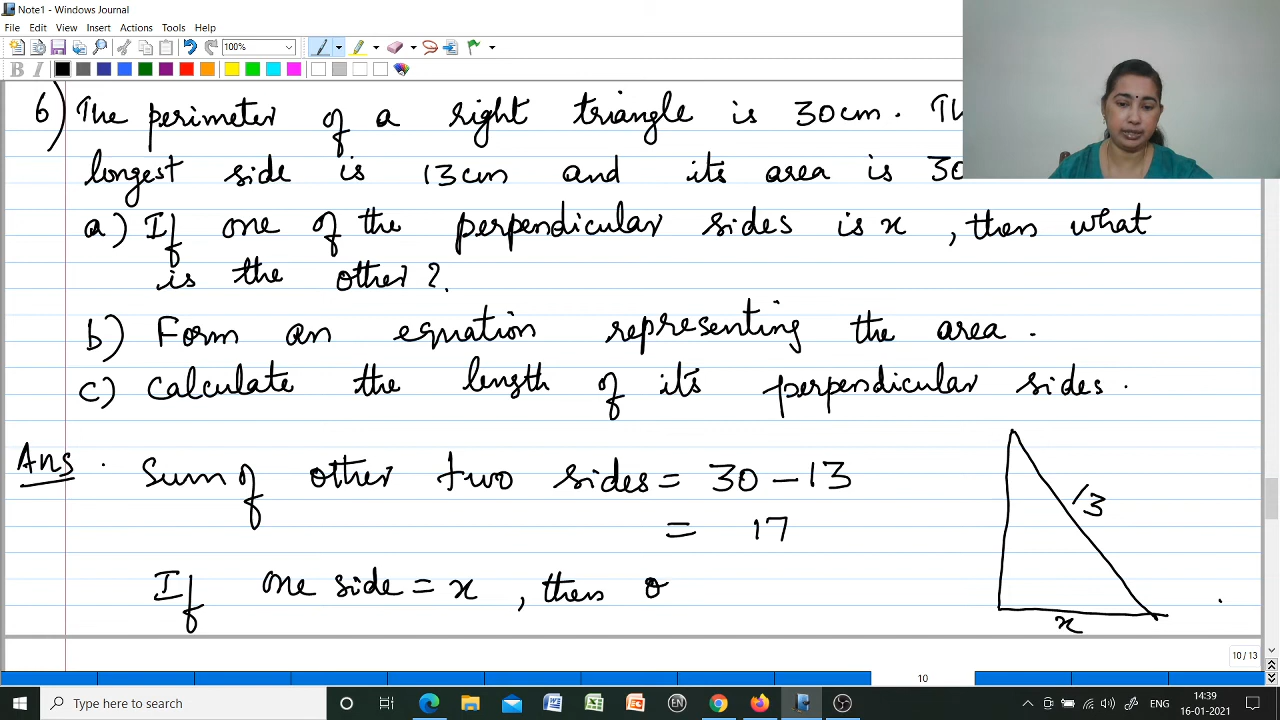 Note1 - Windows Journal
File Edit View Insert Actions Tools Help
100%
6) The perimeter of a right triangle is 30cm.
longest side is 13cm and its area is 30
a) If one of the perpendicular sides is x, then what
is the other?
b) Form an equation representing the area.
c) Calculate the length of its perpendicular sides.
Ans. Sum of other two sides = 30 - 13
= 17
13
If one side = x, then o
x
10 / 13
10
Type here to search
ENG
14:39
16-01-2021